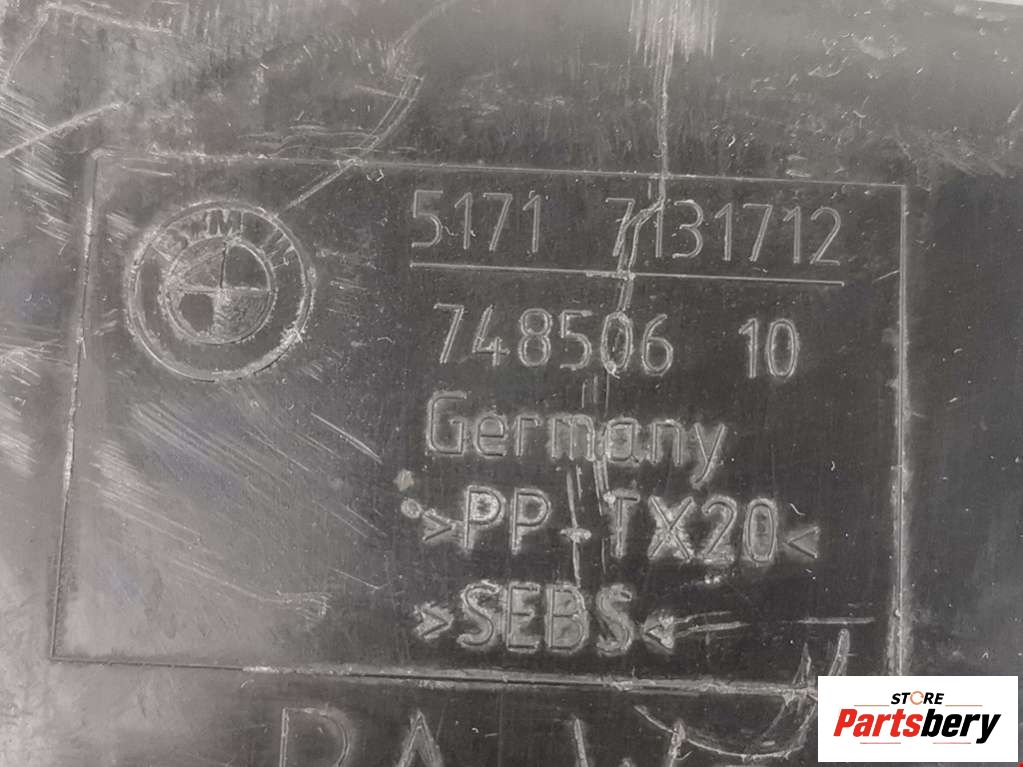 BMW
5171 7131712
748506 10
Germany
>PP-TX20<
>SEBS<
STORE
Partsbery